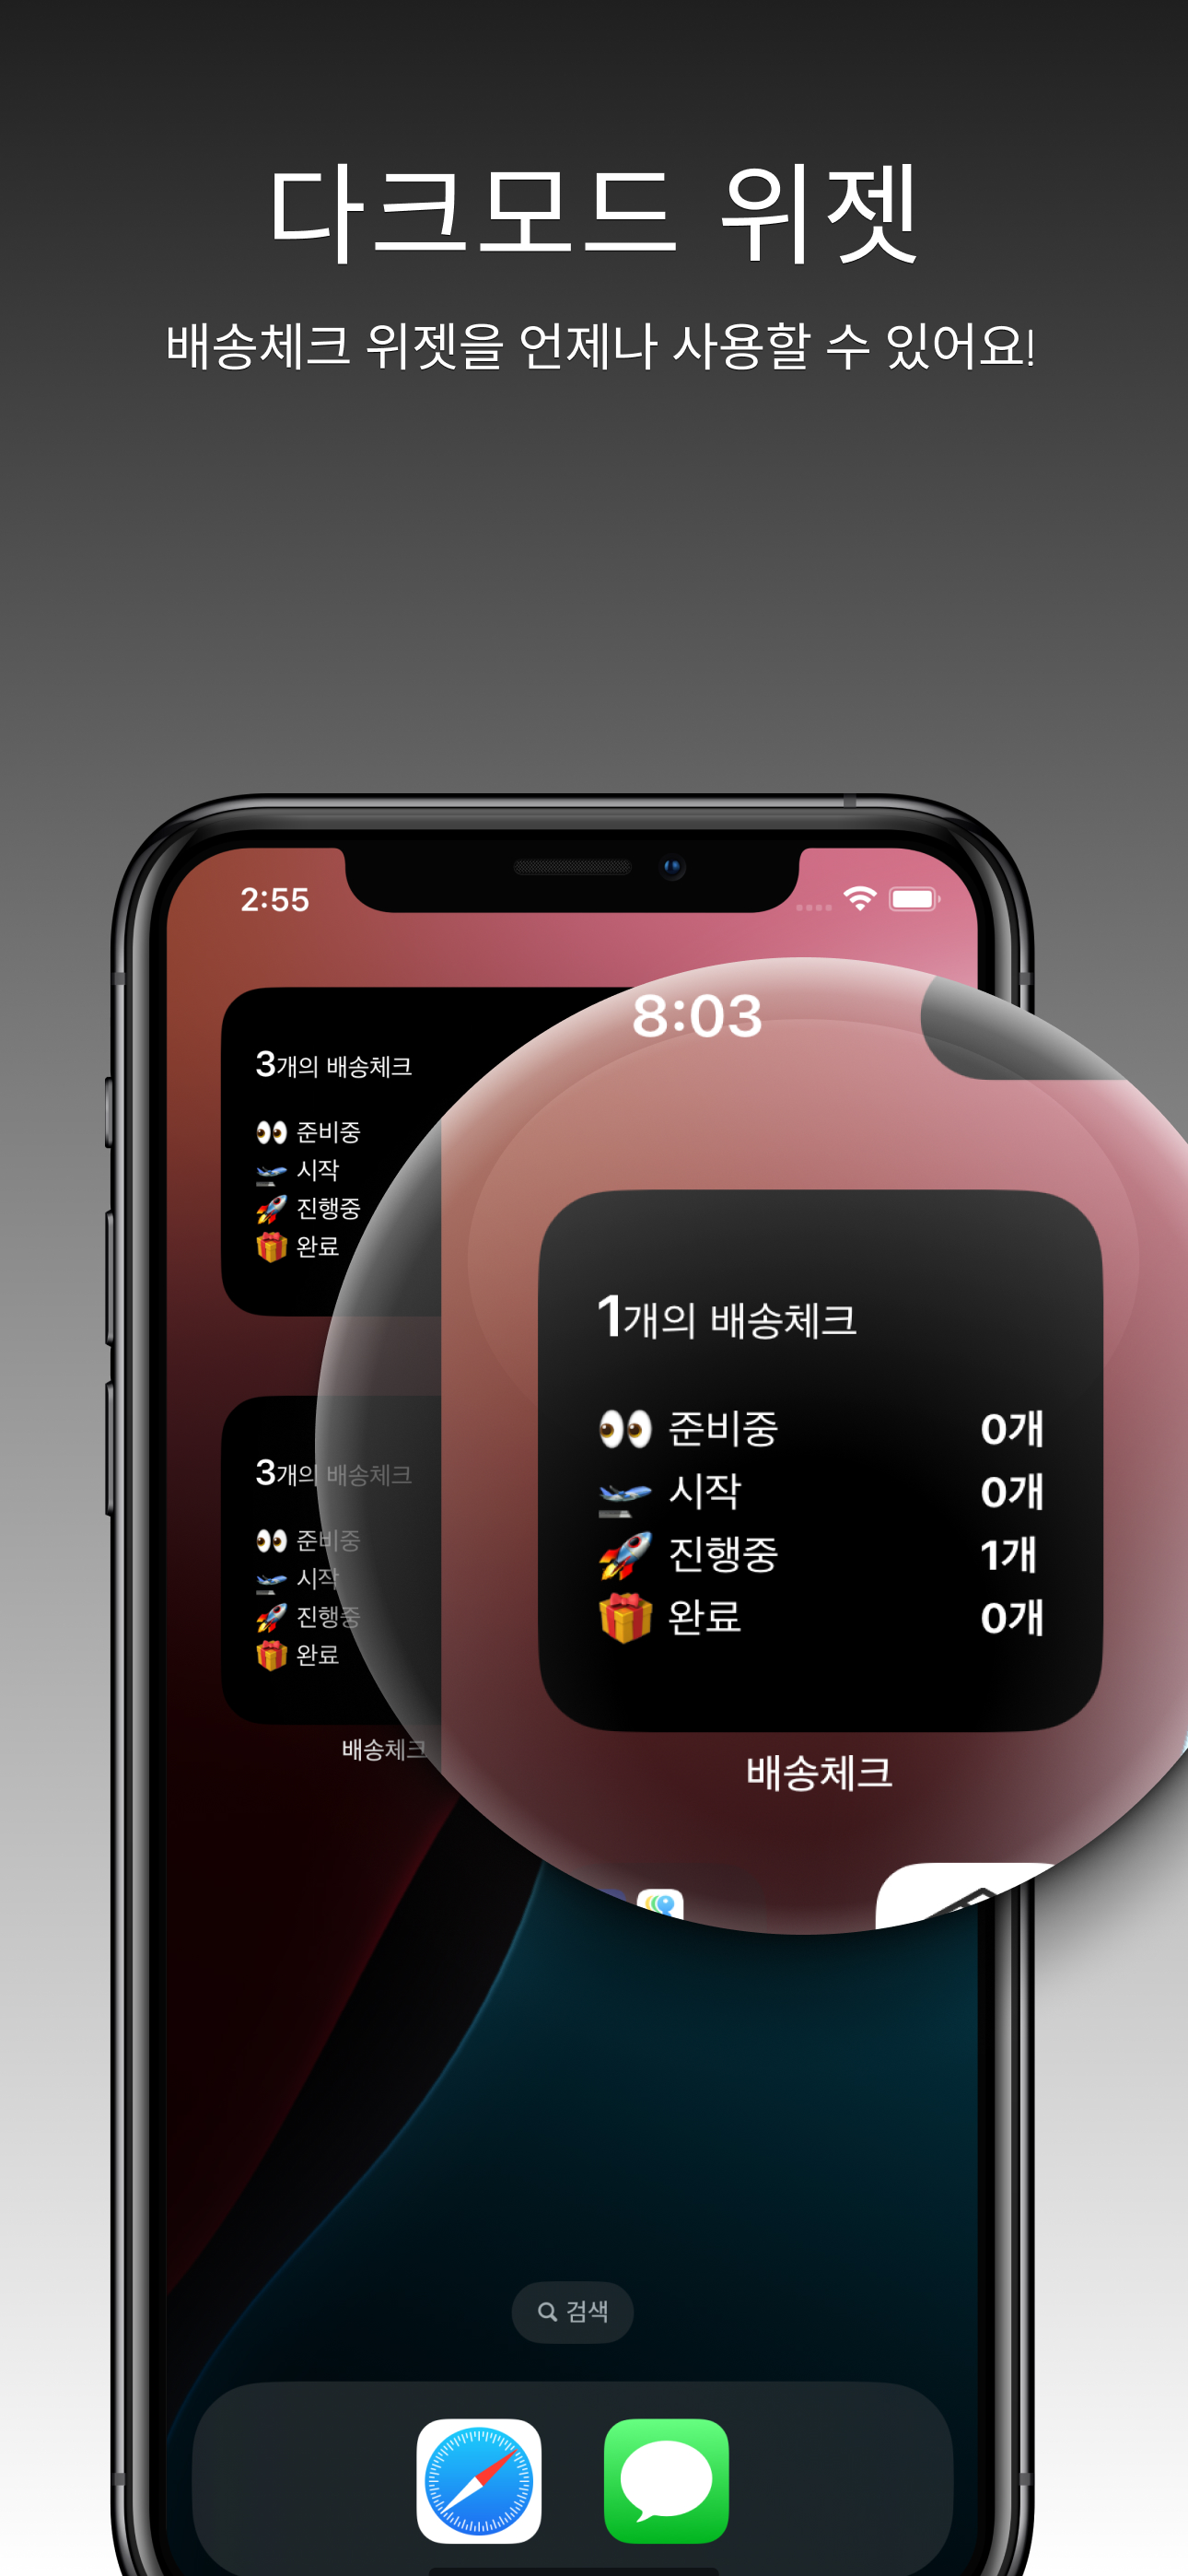 다크모드 위젯
배송체크 위젯을 언제나 사용할 수 있어요!
2:55
3개의 배송체크
👀 준비중
🛫 시작
🚀 진행중
🎁 완료
3개의 배송체크
👀 준비중
🛫 시작
🚀 진행중
🎁 완료
배송체크
8:03
1개의 배송체크
👀 준비중 0개
🛫 시작 0개
🚀 진행중 1개
🎁 완료 0개
배송체크
검색